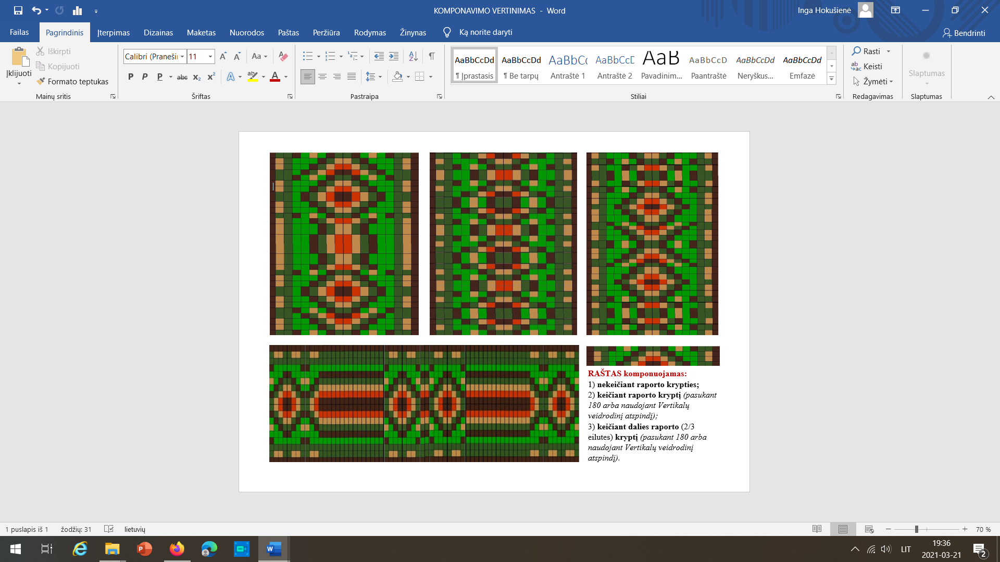 KOMPONAVIMO VERTINIMAS - Word
Inga Hokušienė
Failas Pagrindinis Įterpimas Dizainas Maketas Nuorodos Paštas Peržiūra Rodymas Žinynas Ką norite daryti Bendrinti
Įklijuoti
Iškirpti
Kopijuoti
Formato teptukas
Mainų sritis
Calibri (Praneši 11
Aa
P P P abc x₂ x²
Šriftas
Pastraipa
AaBbCcDd AaBbCcDd AaBbC AaBbCcD AaB AaBbCcD AaBbCcDd AaBbCcDd
¶ Įprastasis ¶ Be tarpų Antraštė 1 Antraštė 2 Pavadinim... Paantraštė Neryškus... Emfazė
Stiliai
Rasti
Keisti
Žymėti
Redagavimas
Slaptumas
Slaptumas
RAŠTAS komponuojamas:
1) nekeičiant raporto krypties;
2) keičiant raporto kryptį (pasukant
180 arba naudojant Vertikalų
veidrodinį atspindį);
3) keičiant dalies raporto (2/3
eilutes) kryptį (pasukant 180 arba
naudojant Vertikalų veidrodinį
atspindį).
1 puslapis iš 1 žodžių: 31 lietuvių
70 %
LIT
19:36
2021-03-21
2